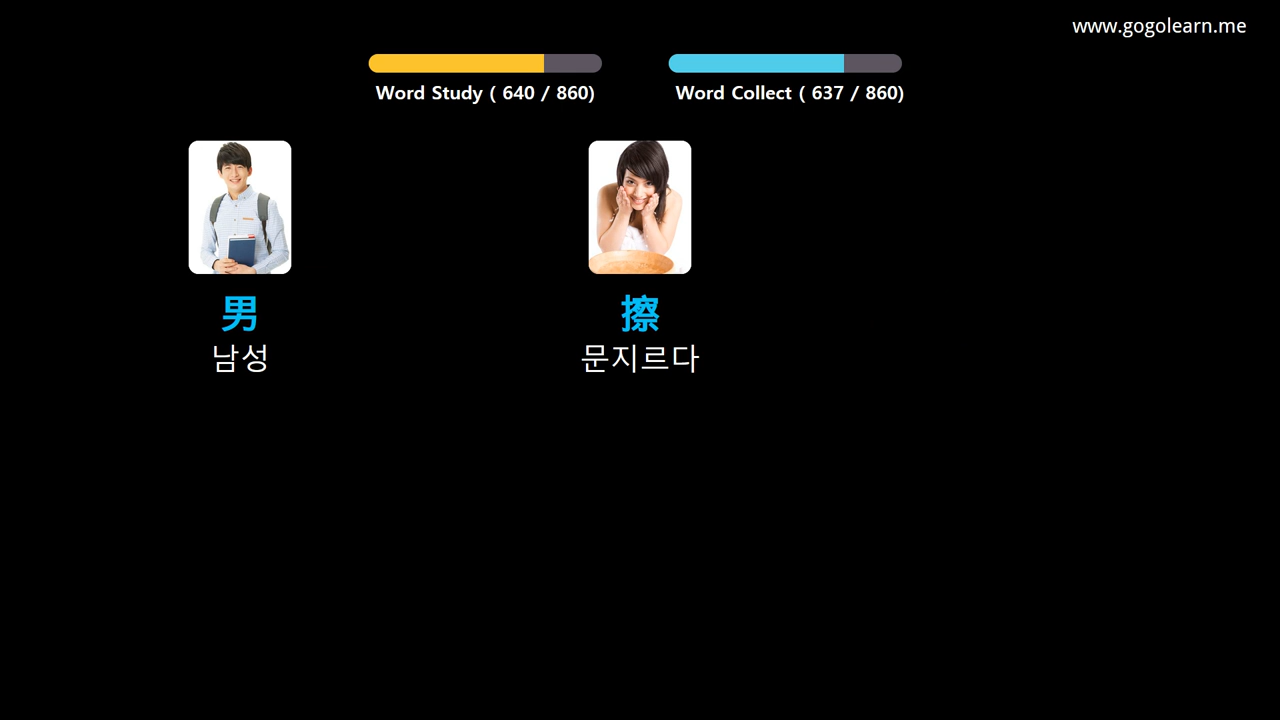 www.gogolearn.me
Word Study ( 640 / 860)
Word Collect ( 637 / 860)
男
남성
擦
문지르다